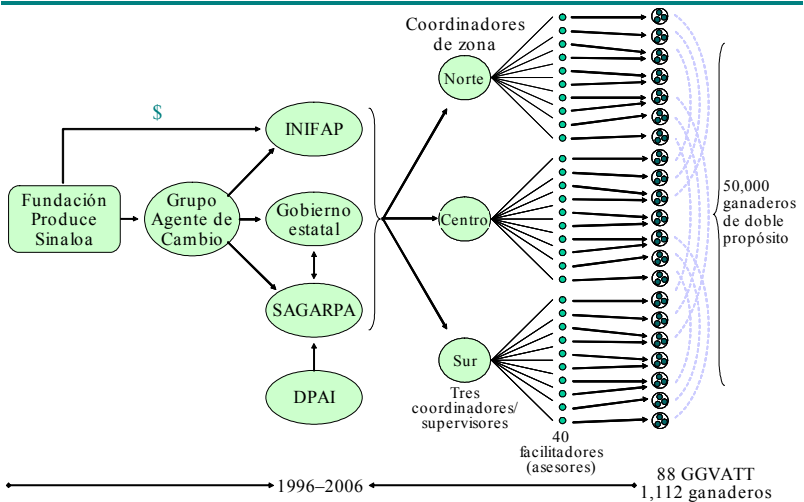 Coordinadores
de zona
Norte
$
INIFAP
Fundación
Produce
Sinaloa
Grupo
Agente de
Cambio
Gobierno
estatal
Centro
50,000
ganaderos
de doble
propósito
SAGARPA
Sur
DPAI
Tres
coordinadores/
supervisores
40
facilitadores
(asesores)
1996–2006
88 GGVATT
1,112 ganaderos